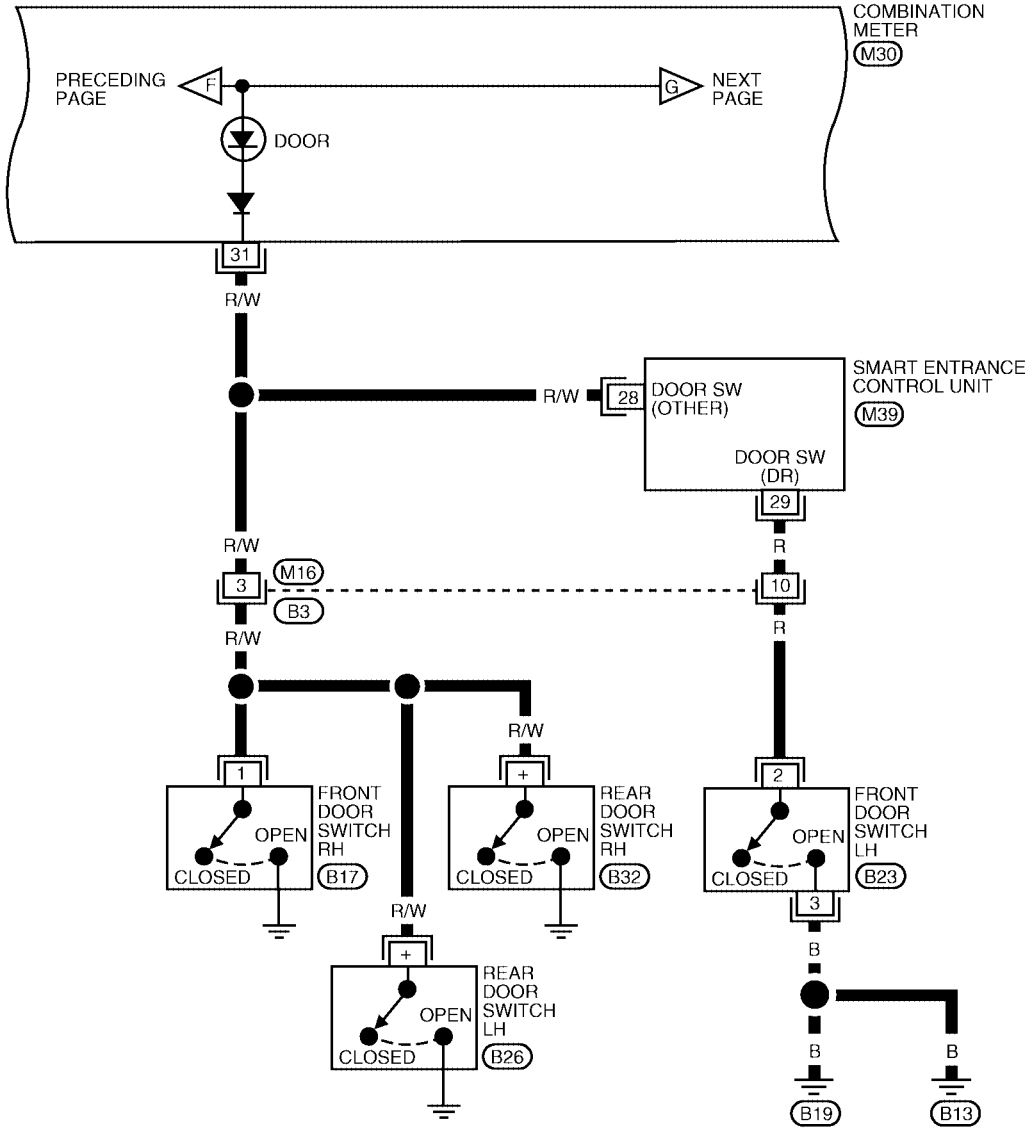 COMBINATION
METER
M30
PRECEDING
PAGE
F
G
NEXT
PAGE
DOOR
31
R/W
SMART ENTRANCE
CONTROL UNIT
M39
R/W
28
DOOR SW
(OTHER)
DOOR SW
(DR)
29
R/W
R
3
M16
10
B3
R/W
R
R/W
1
+
2
FRONT
DOOR
SWITCH
RH
B17
OPEN
CLOSED
REAR
DOOR
SWITCH
RH
B32
OPEN
CLOSED
FRONT
DOOR
SWITCH
LH
B23
OPEN
CLOSED
3
R/W
+
B
REAR
DOOR
SWITCH
LH
B26
OPEN
CLOSED
B
B
B19
B13